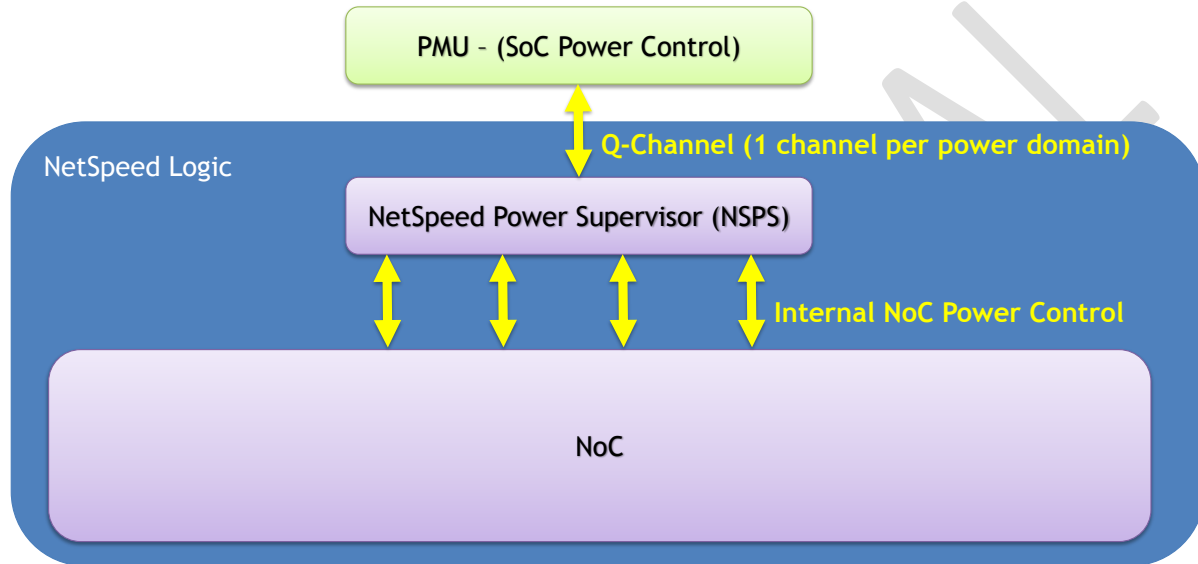 PMU – (SoC Power Control)
Q-Channel (1 channel per power domain)
NetSpeed Logic
NetSpeed Power Supervisor (NSPS)
Internal NoC Power Control
NoC